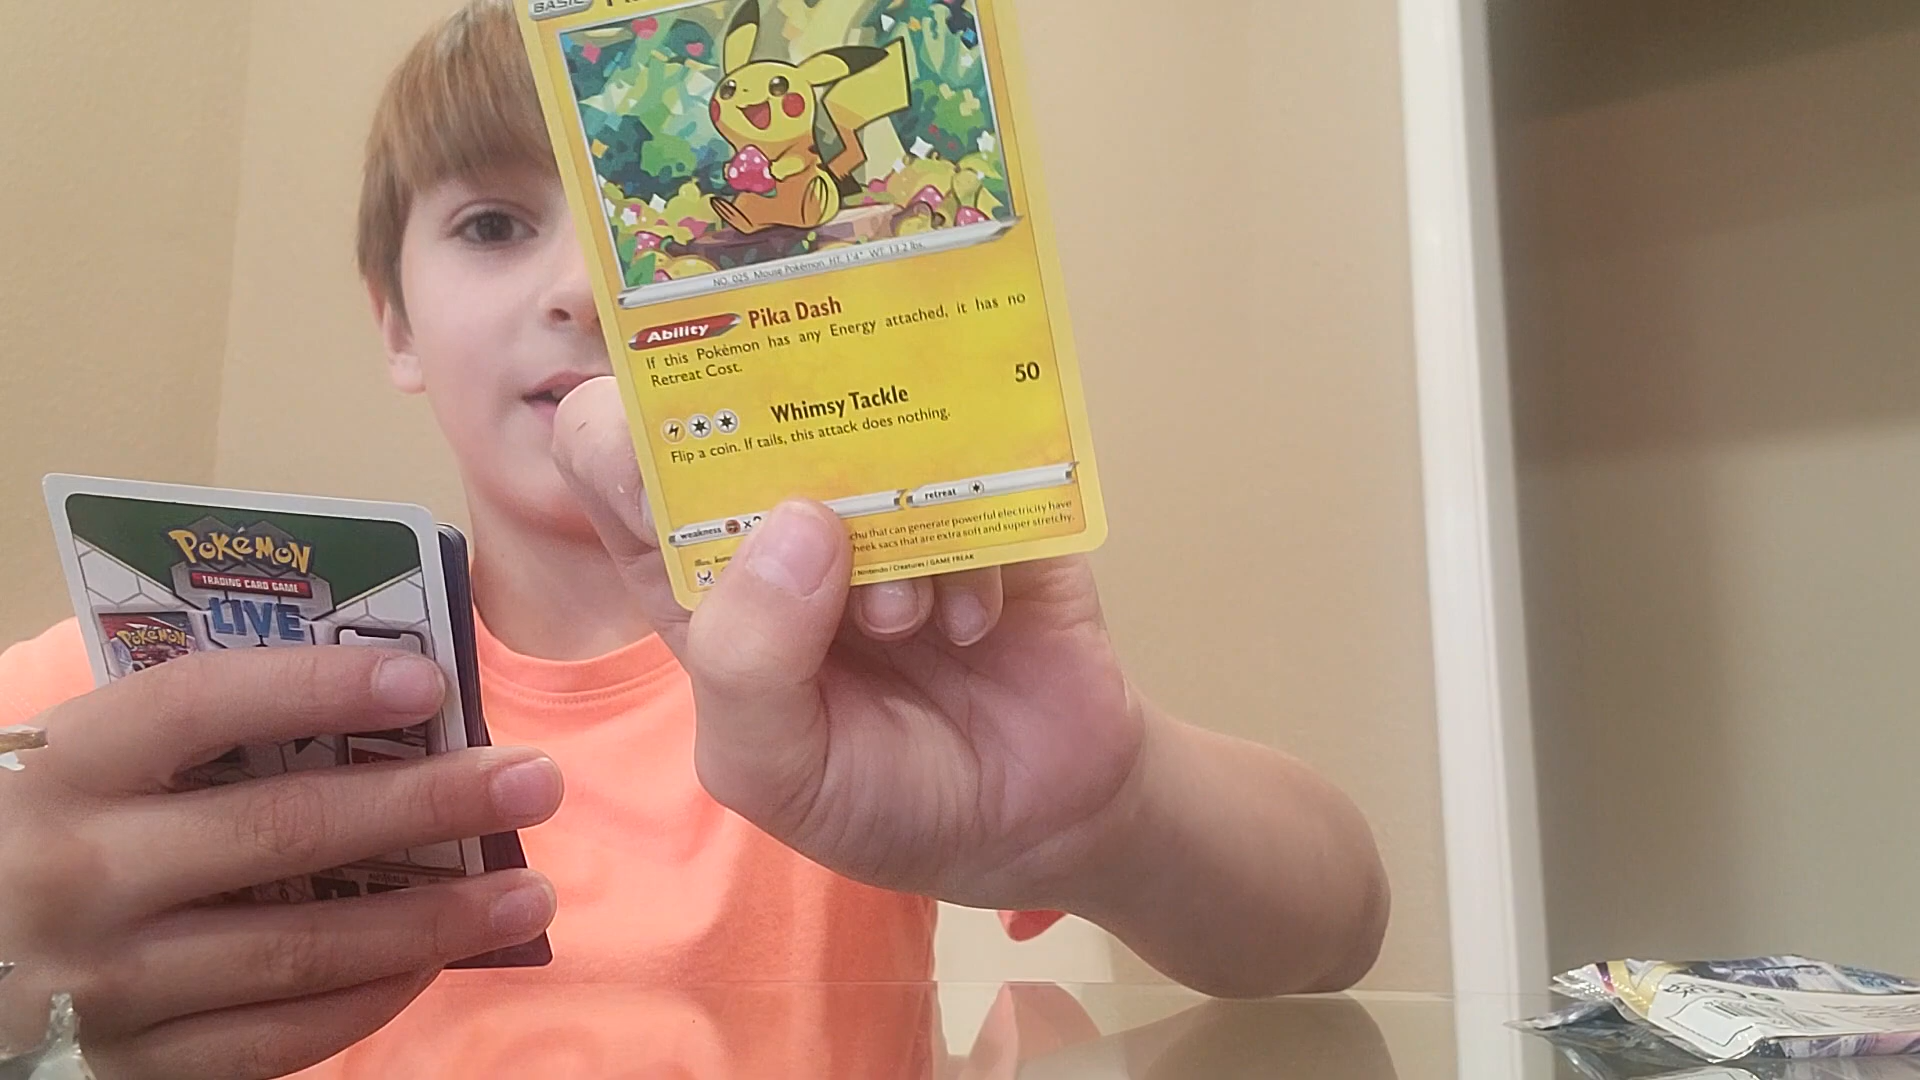 BASIC
NO. 025 Mouse Pokémon HT: 1'4" WT: 13.2 lbs.
Ability Pika Dash
If this Pokémon has any Energy attached, it has no
Retreat Cost.
Whimsy Tackle 50
Flip a coin. If tails, this attack does nothing.
weakness x retreat
that can generate powerful electricity have
sacs that are extra soft and super stretchy.
Illus.
Nintendo / Creatures / GAME FREAK
POKéMON
TRADING CARD GAME
LIVE
POKéMON